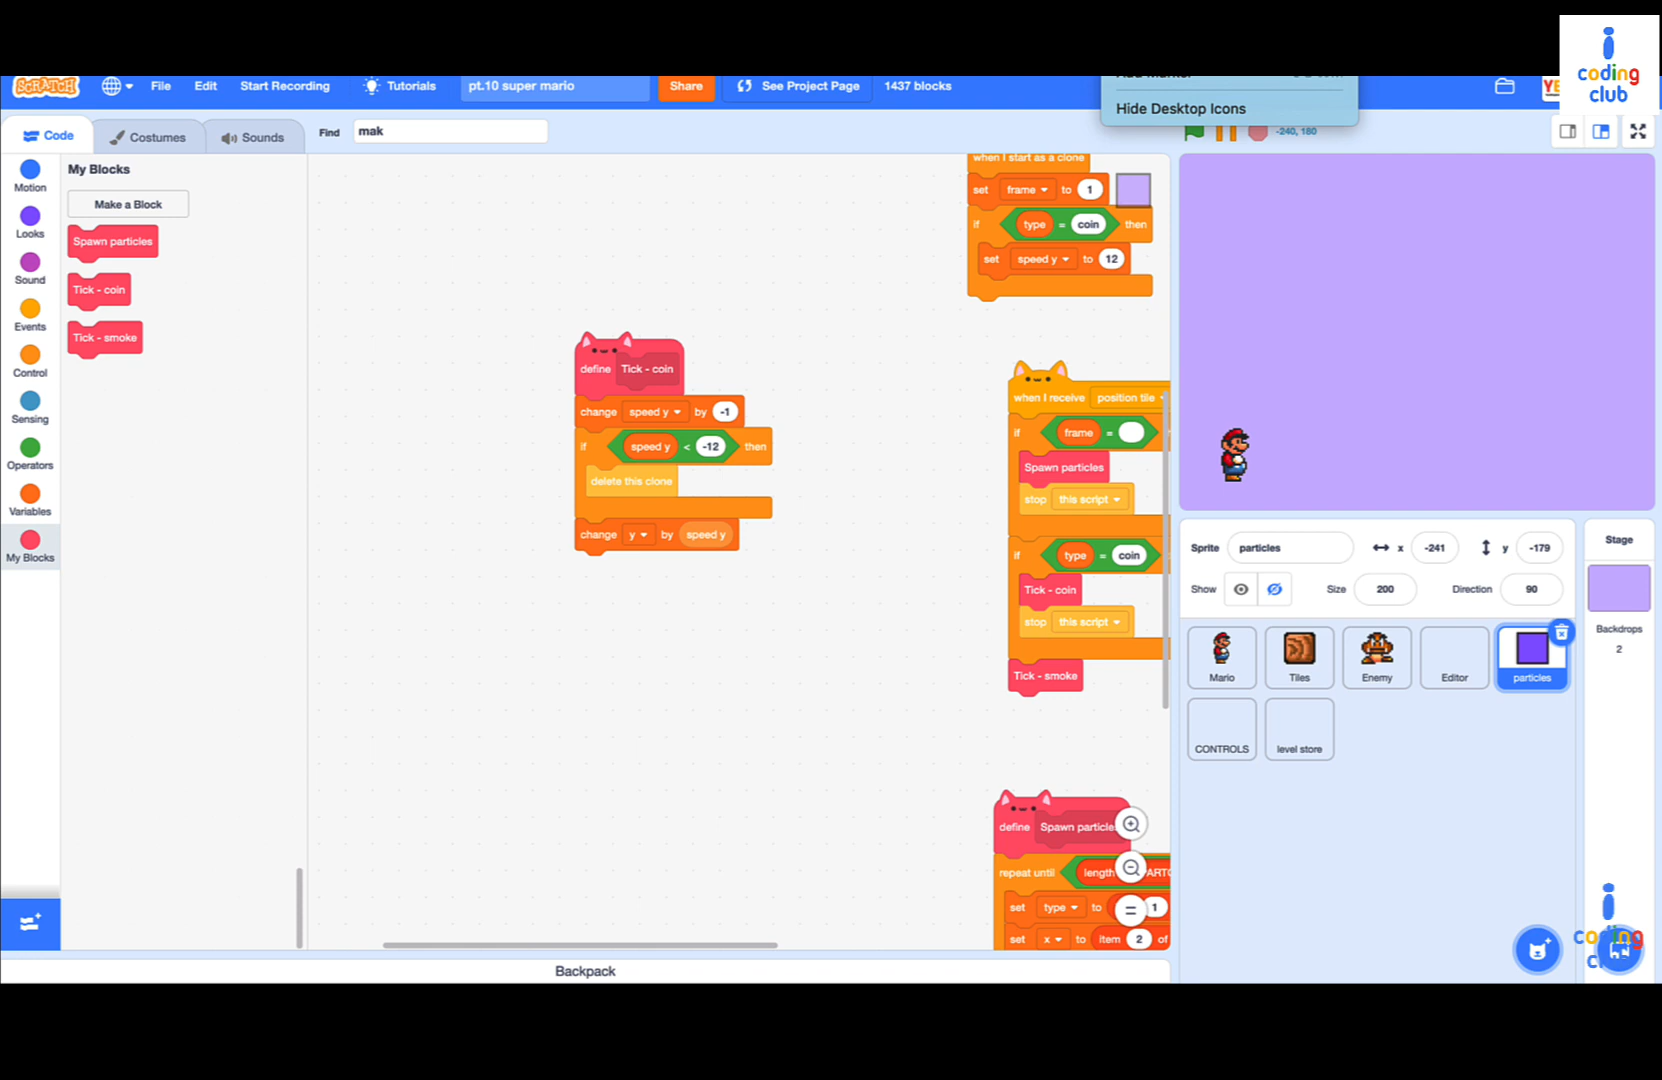 Hide Desktop Icons
coding
club
SCRATCH
File
Edit
Start Recording
Tutorials
pt.10 super mario
Share
See Project Page
1437 blocks
Code
Costumes
Sounds
Find
mak
-240, 180
Motion
Looks
Sound
Events
Control
Sensing
Operators
Variables
My Blocks
My Blocks
Make a Block
Spawn particles
Tick - coin
Tick - smoke
define Tick - coin
change speed y by -1
if speed y < -12 then
delete this clone
change y by speed y
when I start as a clone
set frame to 1
if type = coin then
set speed y to 12
when I receive position tile
if frame =
Spawn particles
stop this script
if type = coin
Tick - coin
stop this script
Tick - smoke
define Spawn particles
repeat until length
set type to 1
set x to item 2 of
Backpack
Sprite particles x -241 y -179
Show Size 200 Direction 90
Mario
Tiles
Enemy
Editor
particles
CONTROLS
level store
Stage
Backdrops
2
coding